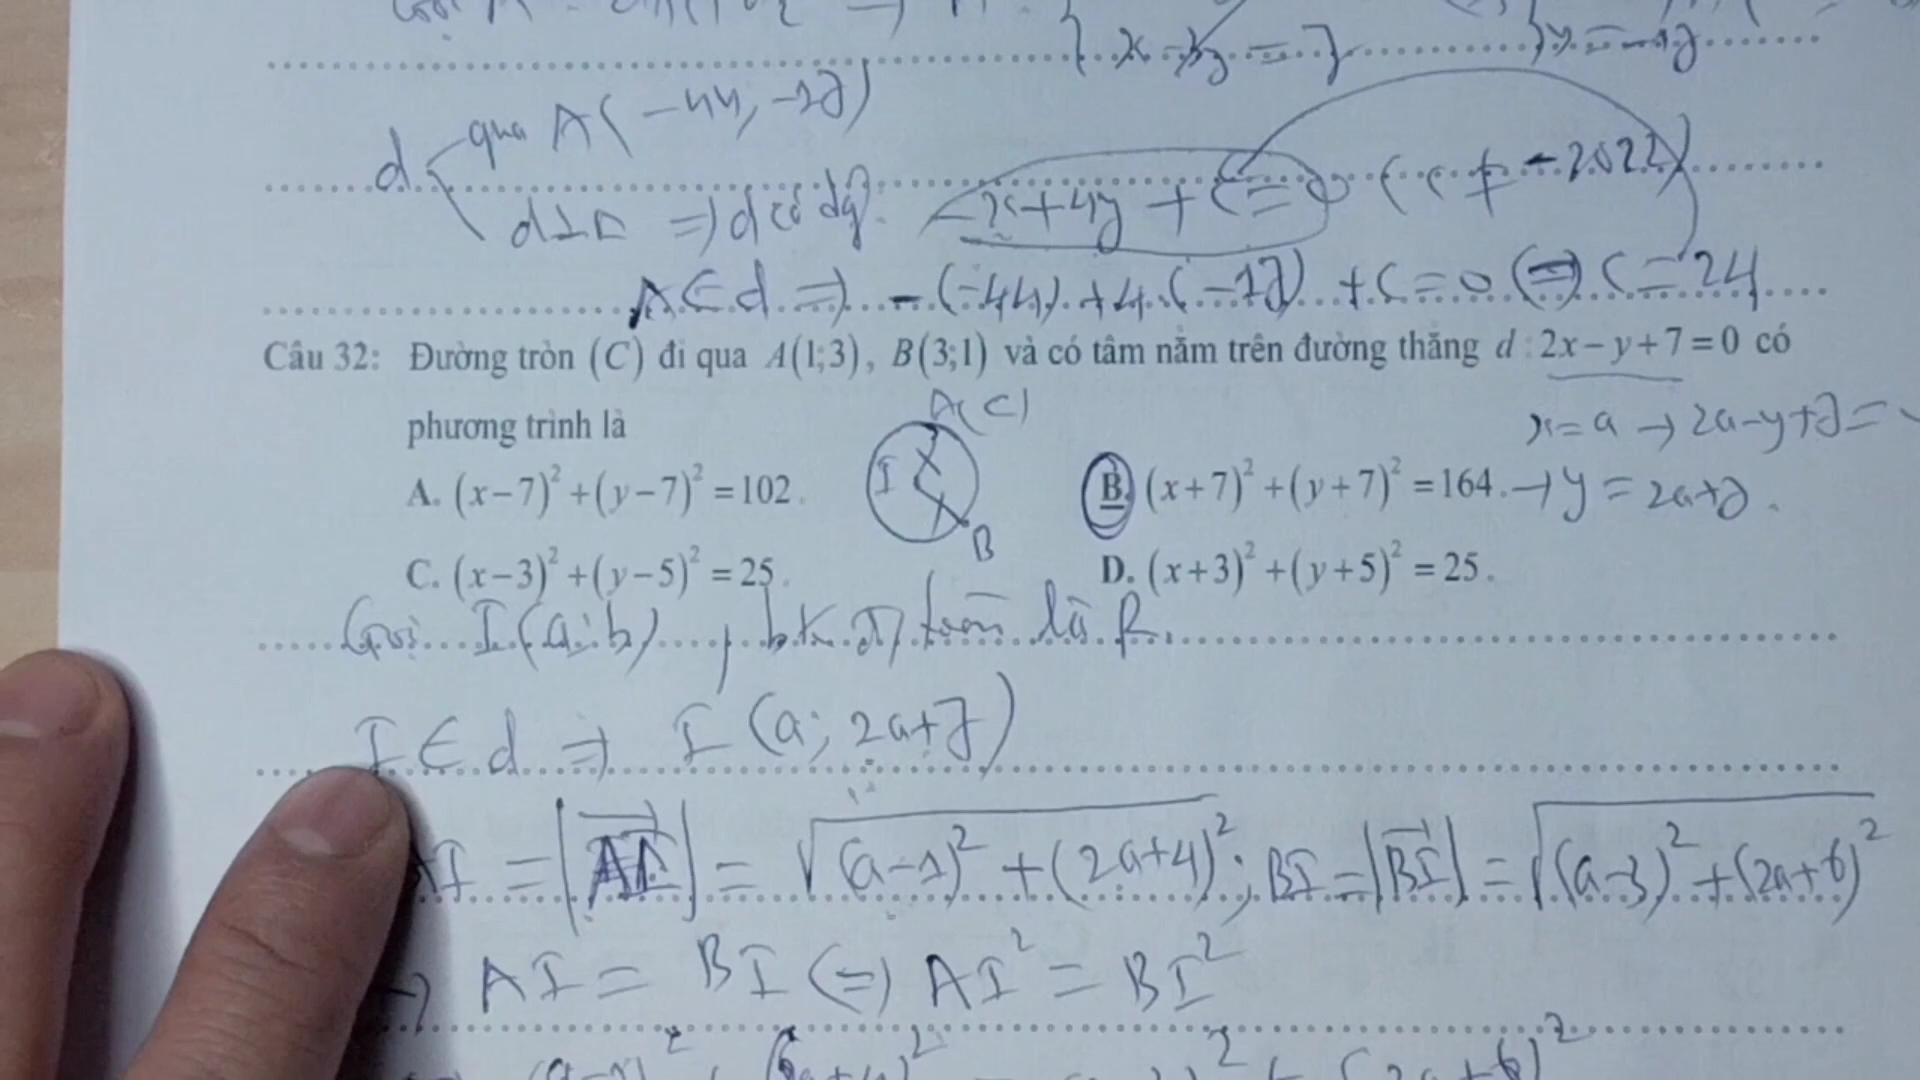 x - y = 7 y = -17
d qua A(-44, -17)
d⊥Δ => d có dạng: -x+4y + c = 0 (c ≠ -2022)
A∈d => -(-44)+4.(-17) +c=0 <=> c=24
Câu 32: Đường tròn (C) đi qua A(1;3), B(3;1) và có tâm nằm trên đường thẳng d : 2x-y+7=0 có
phương trình là
A(C)
x=a → 2a-y+7=
I
B
A. (x-7)²+(y-7)²=102.
B. (x+7)²+(y+7)²=164. → y = 2a+7.
C. (x-3)²+(y-5)²=25.
D. (x+3)²+(y+5)²=25.
Gọi I(a;b), bk đg tròn là R.
I ∈ d => I (a; 2a+7)
AI = |AI| = √(a-1)²+(2a+4)²; BI=|BI|=√(a-3)²+(2a+6)²
→ AI = BI <=> AI² = BI²